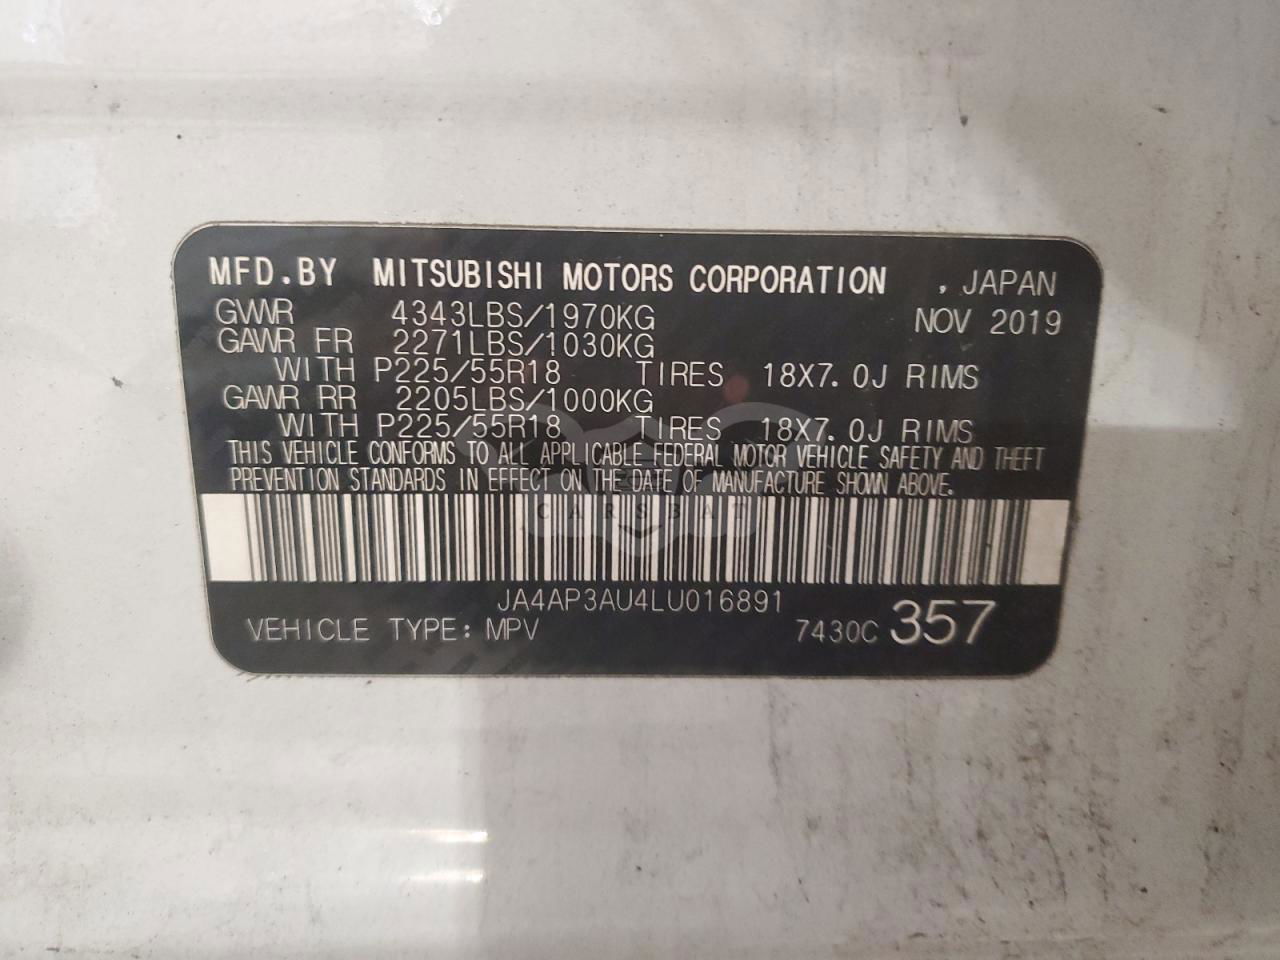 MFD.BY MITSUBISHI MOTORS CORPORATION , JAPAN
GVWR 4343LBS/1970KG NOV 2019
GAWR FR 2271LBS/1030KG
WITH P225/55R18 TIRES 18X7.0J RIMS
GAWR RR 2205LBS/1000KG
WITH P225/55R18 TIRES 18X7.0J RIMS
THIS VEHICLE CONFORMS TO ALL APPLICABLE FEDERAL MOTOR VEHICLE SAFETY AND THEFT
PREVENTION STANDARDS IN EFFECT ON THE DATE OF MANUFACTURE SHOWN ABOVE.
CARSBAT
JA4AP3AU4LU016891
VEHICLE TYPE: MPV 7430C 357